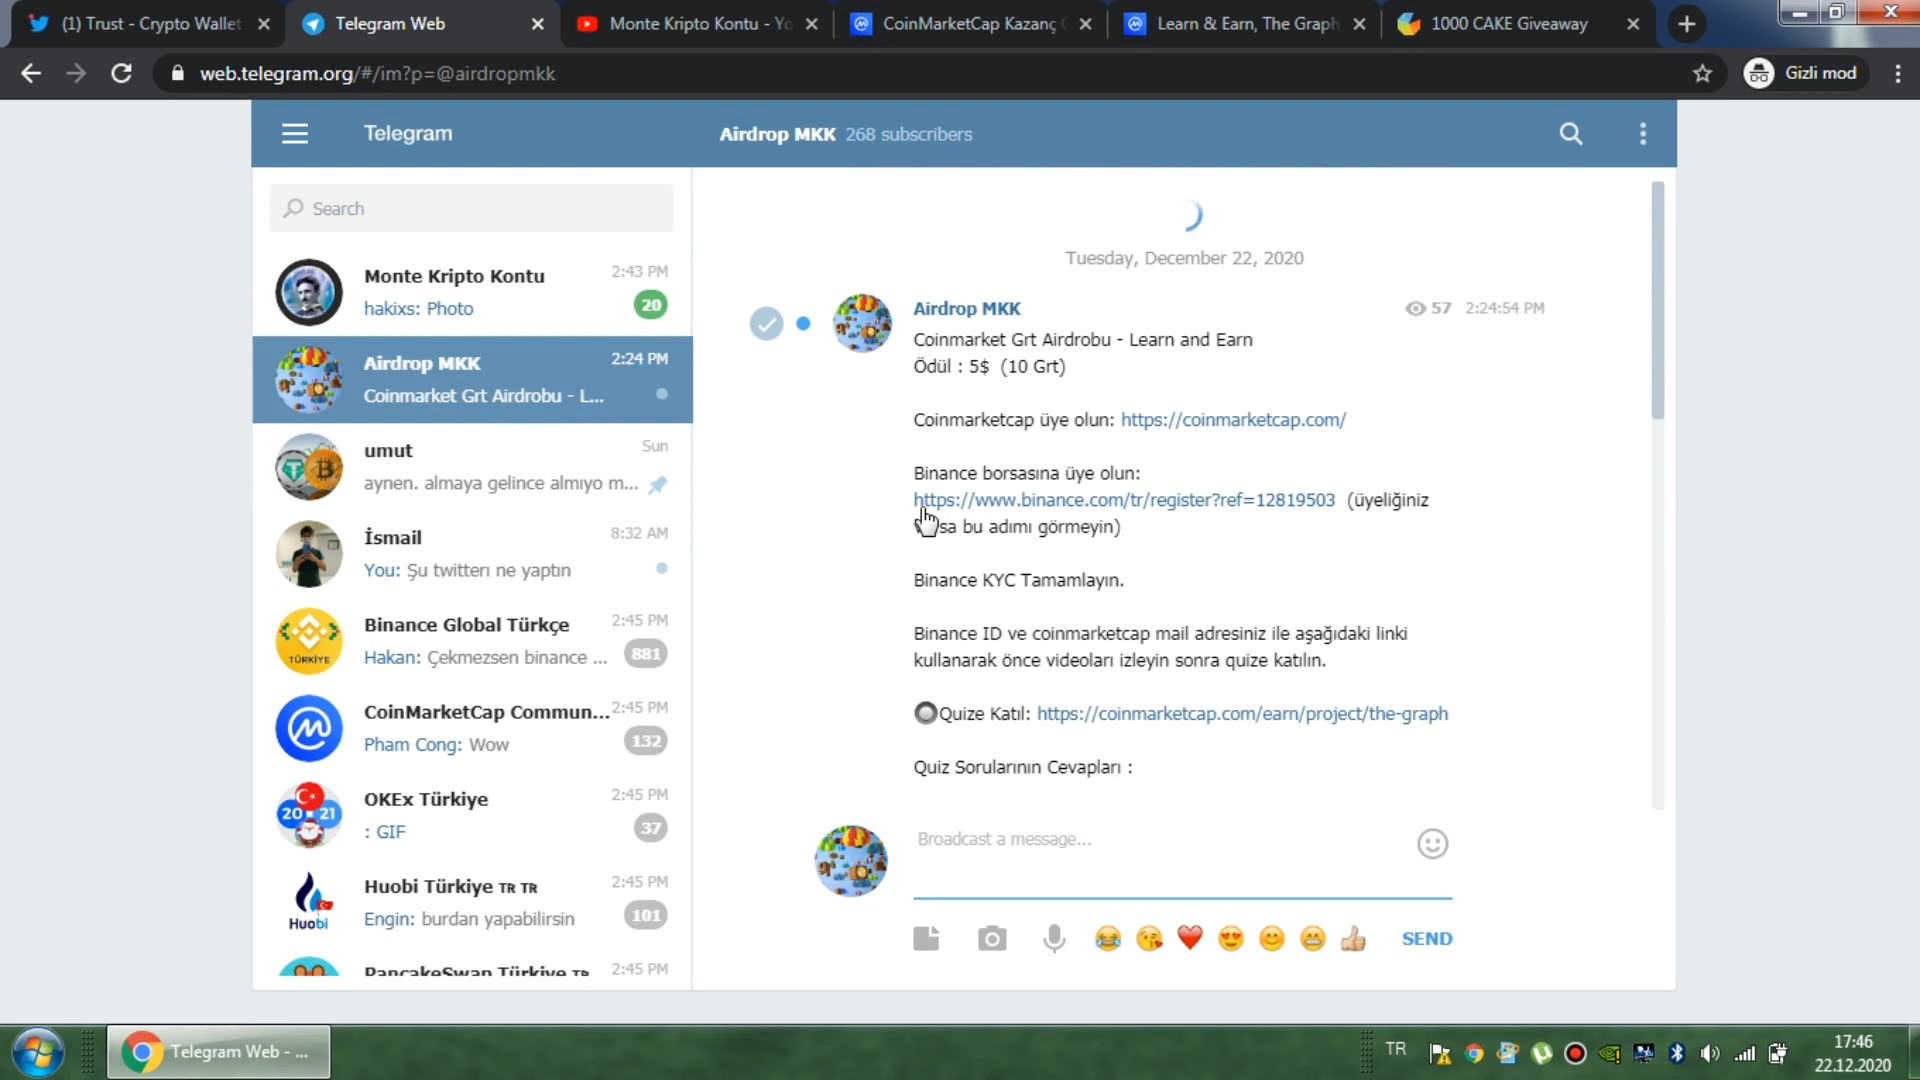 (1) Trust - Crypto Wallet
Telegram Web
Monte Kripto Kontu - Yo
CoinMarketCap Kazanç
Learn & Earn, The Graph
1000 CAKE Giveaway
web.telegram.org/#/im?p=@airdropmkk
Gizli mod
Telegram
Airdrop MKK 268 subscribers
Search
Monte Kripto Kontu 2:43 PM
hakixs: Photo 20
Airdrop MKK 2:24 PM
Coinmarket Grt Airdrobu - L...
umut Sun
aynen. almaya gelince almıyo m...
İsmail 8:32 AM
You: Şu twitterı ne yaptın
Binance Global Türkçe 2:45 PM
Hakan: Çekmezsen binance ... 881
TÜRKİYE
CoinMarketCap Commun... 2:45 PM
Pham Cong: Wow 132
OKEx Türkiye 2:45 PM
: GIF 37
20 21
Huobi Türkiye TR TR 2:45 PM
Engin: burdan yapabilirsin 101
Huobi
PancakeSwap Türkiye TR 2:45 PM
Tuesday, December 22, 2020
Airdrop MKK 57 2:24:54 PM
Coinmarket Grt Airdrobu - Learn and Earn
Ödül : 5$ (10 Grt)
Coinmarketcap üye olun: https://coinmarketcap.com/
Binance borsasına üye olun:
https://www.binance.com/tr/register?ref=12819503 (üyeliğiniz
sa bu adımı görmeyin)
Binance KYC Tamamlayın.
Binance ID ve coinmarketcap mail adresiniz ile aşağıdaki linki
kullanarak önce videoları izleyin sonra quize katılın.
Quize Katıl: https://coinmarketcap.com/earn/project/the-graph
Quiz Sorularının Cevapları :
Broadcast a message...
SEND
Telegram Web - ...
TR
17:46
22.12.2020